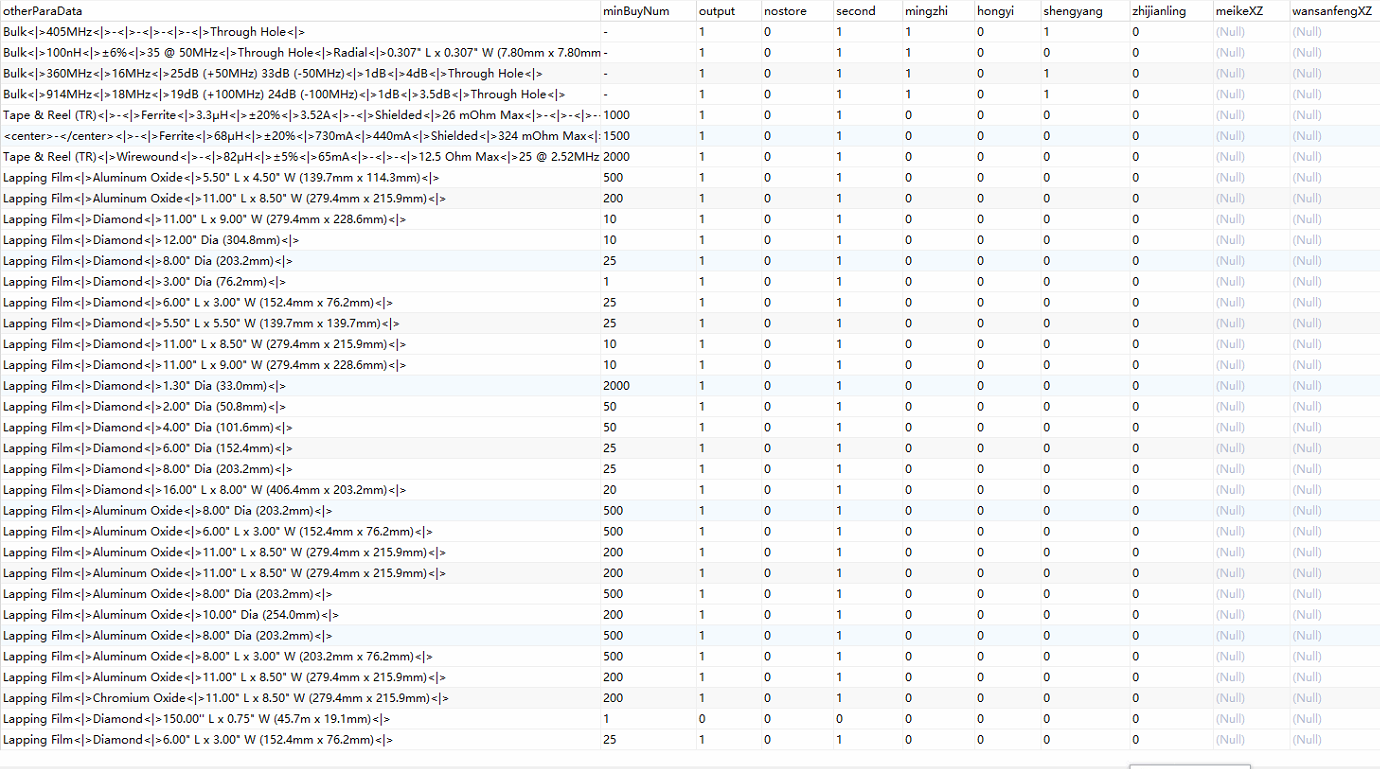 otherParaData minBuyNum output nostore second mingzhi hongyi shengyang zhijianling meikeXZ wansanfengXZ
Bulk<|>405MHz<|>-<|>-<|>-<|>-<|>Through Hole<|> - 1 0 1 1 0 1 0 (Null) (Null)
Bulk<|>100nH<|>±6%<|>35 @ 50MHz<|>Through Hole<|>Radial<|>0.307" L x 0.307" W (7.80mm x 7.80mm - 1 0 1 1 0 0 0 (Null) (Null)
Bulk<|>360MHz<|>16MHz<|>25dB (+50MHz) 33dB (-50MHz)<|>1dB<|>4dB<|>Through Hole<|> - 1 0 1 1 0 1 0 (Null) (Null)
Bulk<|>914MHz<|>18MHz<|>19dB (+100MHz) 24dB (-100MHz)<|>1dB<|>3.5dB<|>Through Hole<|> - 1 0 1 1 0 1 0 (Null) (Null)
Tape & Reel (TR)<|>-<|>Ferrite<|>3.3µH<|>±20%<|>3.52A<|>-<|>Shielded<|>26 mOhm Max<|>-<|>-<|>- 1000 1 0 1 0 0 0 0 (Null) (Null)
<center>-</center><|>-<|>Ferrite<|>68µH<|>±20%<|>730mA<|>440mA<|>Shielded<|>324 mOhm Max<|> 1500 1 0 1 0 0 0 0 (Null) (Null)
Tape & Reel (TR)<|>Wirewound<|>-<|>82µH<|>±5%<|>65mA<|>-<|>-<|>12.5 Ohm Max<|>25 @ 2.52MHz 2000 1 0 1 0 0 0 0 (Null) (Null)
Lapping Film<|>Aluminum Oxide<|>5.50" L x 4.50" W (139.7mm x 114.3mm)<|> 500 1 0 1 0 0 0 0 (Null) (Null)
Lapping Film<|>Aluminum Oxide<|>11.00" L x 8.50" W (279.4mm x 215.9mm)<|> 200 1 0 1 0 0 0 0 (Null) (Null)
Lapping Film<|>Diamond<|>11.00" L x 9.00" W (279.4mm x 228.6mm)<|> 10 1 0 1 0 0 0 0 (Null) (Null)
Lapping Film<|>Diamond<|>12.00" Dia (304.8mm)<|> 10 1 0 1 0 0 0 0 (Null) (Null)
Lapping Film<|>Diamond<|>8.00" Dia (203.2mm)<|> 25 1 0 1 0 0 0 0 (Null) (Null)
Lapping Film<|>Diamond<|>3.00" Dia (76.2mm)<|> 1 1 0 1 0 0 0 0 (Null) (Null)
Lapping Film<|>Diamond<|>6.00" L x 3.00" W (152.4mm x 76.2mm)<|> 25 1 0 1 0 0 0 0 (Null) (Null)
Lapping Film<|>Diamond<|>5.50" L x 5.50" W (139.7mm x 139.7mm)<|> 25 1 0 1 0 0 0 0 (Null) (Null)
Lapping Film<|>Diamond<|>11.00" L x 8.50" W (279.4mm x 215.9mm)<|> 10 1 0 1 0 0 0 0 (Null) (Null)
Lapping Film<|>Diamond<|>11.00" L x 9.00" W (279.4mm x 228.6mm)<|> 10 1 0 1 0 0 0 0 (Null) (Null)
Lapping Film<|>Diamond<|>1.30" Dia (33.0mm)<|> 2000 1 0 1 0 0 0 0 (Null) (Null)
Lapping Film<|>Diamond<|>2.00" Dia (50.8mm)<|> 50 1 0 1 0 0 0 0 (Null) (Null)
Lapping Film<|>Diamond<|>4.00" Dia (101.6mm)<|> 50 1 0 1 0 0 0 0 (Null) (Null)
Lapping Film<|>Diamond<|>6.00" Dia (152.4mm)<|> 25 1 0 1 0 0 0 0 (Null) (Null)
Lapping Film<|>Diamond<|>8.00" Dia (203.2mm)<|> 25 1 0 1 0 0 0 0 (Null) (Null)
Lapping Film<|>Diamond<|>16.00" L x 8.00" W (406.4mm x 203.2mm)<|> 20 1 0 1 0 0 0 0 (Null) (Null)
Lapping Film<|>Aluminum Oxide<|>8.00" Dia (203.2mm)<|> 500 1 0 1 0 0 0 0 (Null) (Null)
Lapping Film<|>Aluminum Oxide<|>6.00" L x 3.00" W (152.4mm x 76.2mm)<|> 500 1 0 1 0 0 0 0 (Null) (Null)
Lapping Film<|>Aluminum Oxide<|>11.00" L x 8.50" W (279.4mm x 215.9mm)<|> 200 1 0 1 0 0 0 0 (Null) (Null)
Lapping Film<|>Aluminum Oxide<|>11.00" L x 8.50" W (279.4mm x 215.9mm)<|> 200 1 0 1 0 0 0 0 (Null) (Null)
Lapping Film<|>Aluminum Oxide<|>8.00" Dia (203.2mm)<|> 500 1 0 1 0 0 0 0 (Null) (Null)
Lapping Film<|>Aluminum Oxide<|>10.00" Dia (254.0mm)<|> 200 1 0 1 0 0 0 0 (Null) (Null)
Lapping Film<|>Aluminum Oxide<|>8.00" Dia (203.2mm)<|> 500 1 0 1 0 0 0 0 (Null) (Null)
Lapping Film<|>Aluminum Oxide<|>8.00" L x 3.00" W (203.2mm x 76.2mm)<|> 500 1 0 1 0 0 0 0 (Null) (Null)
Lapping Film<|>Aluminum Oxide<|>11.00" L x 8.50" W (279.4mm x 215.9mm)<|> 200 1 0 1 0 0 0 0 (Null) (Null)
Lapping Film<|>Chromium Oxide<|>11.00" L x 8.50" W (279.4mm x 215.9mm)<|> 200 1 0 1 0 0 0 0 (Null) (Null)
Lapping Film<|>Diamond<|>150.00'' L x 0.75" W (45.7m x 19.1mm)<|> 1 0 0 0 0 0 0 0 (Null) (Null)
Lapping Film<|>Diamond<|>6.00" L x 3.00" W (152.4mm x 76.2mm)<|> 25 1 0 1 0 0 0 0 (Null) (Null)